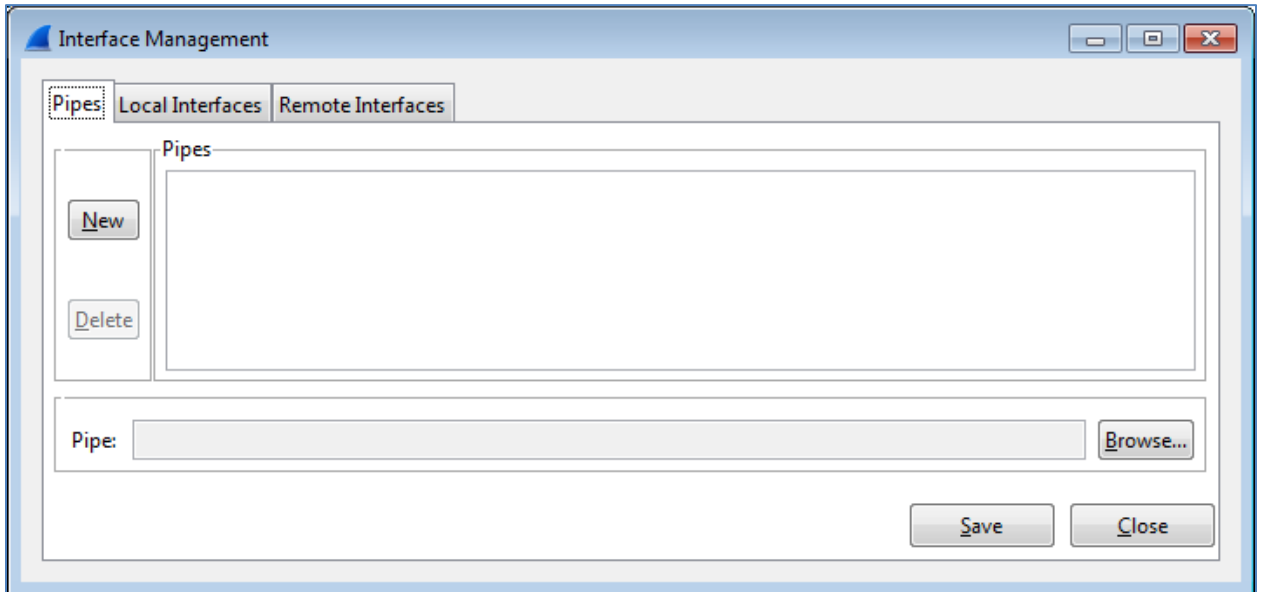 Interface Management
Pipes Local Interfaces Remote Interfaces
Pipes
New
Delete
Pipe: Browse...
Save Close